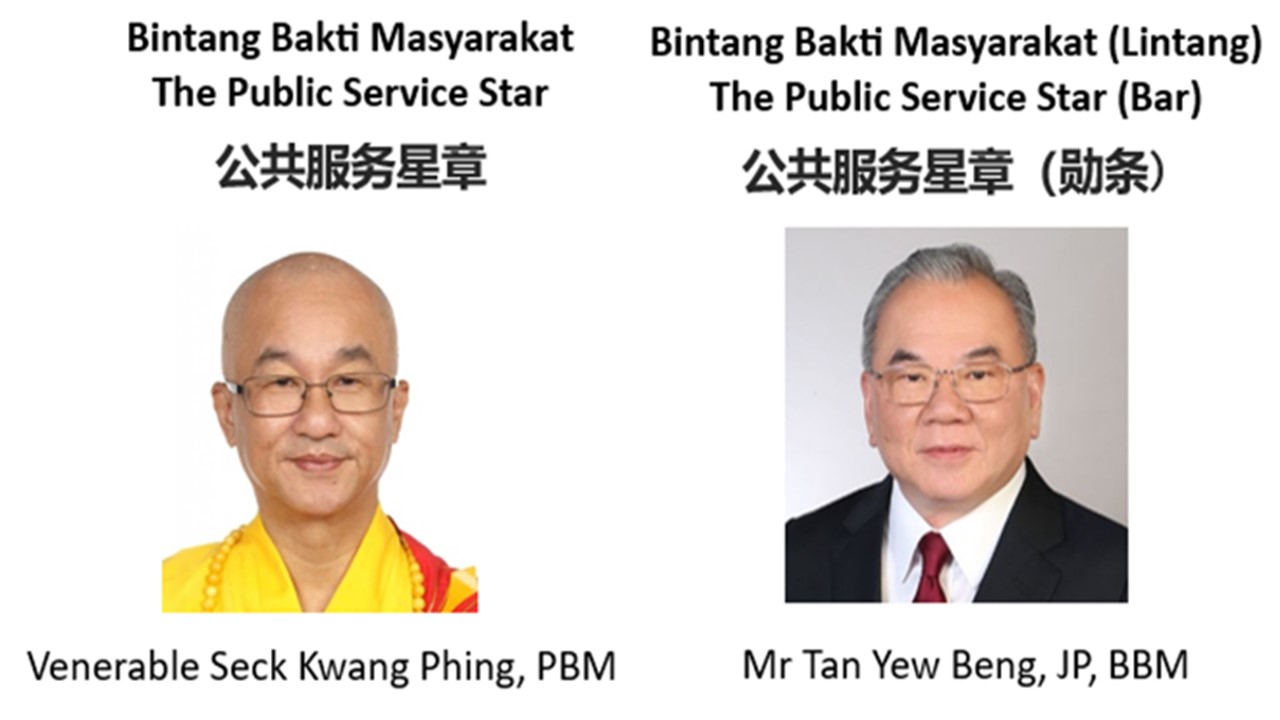 Bintang Bakti Masyarakat
The Public Service Star
公共服务星章
Venerable Seck Kwang Phing, PBM
Bintang Bakti Masyarakat (Lintang)
The Public Service Star (Bar)
公共服务星章（勋条）
Mr Tan Yew Beng, JP, BBM